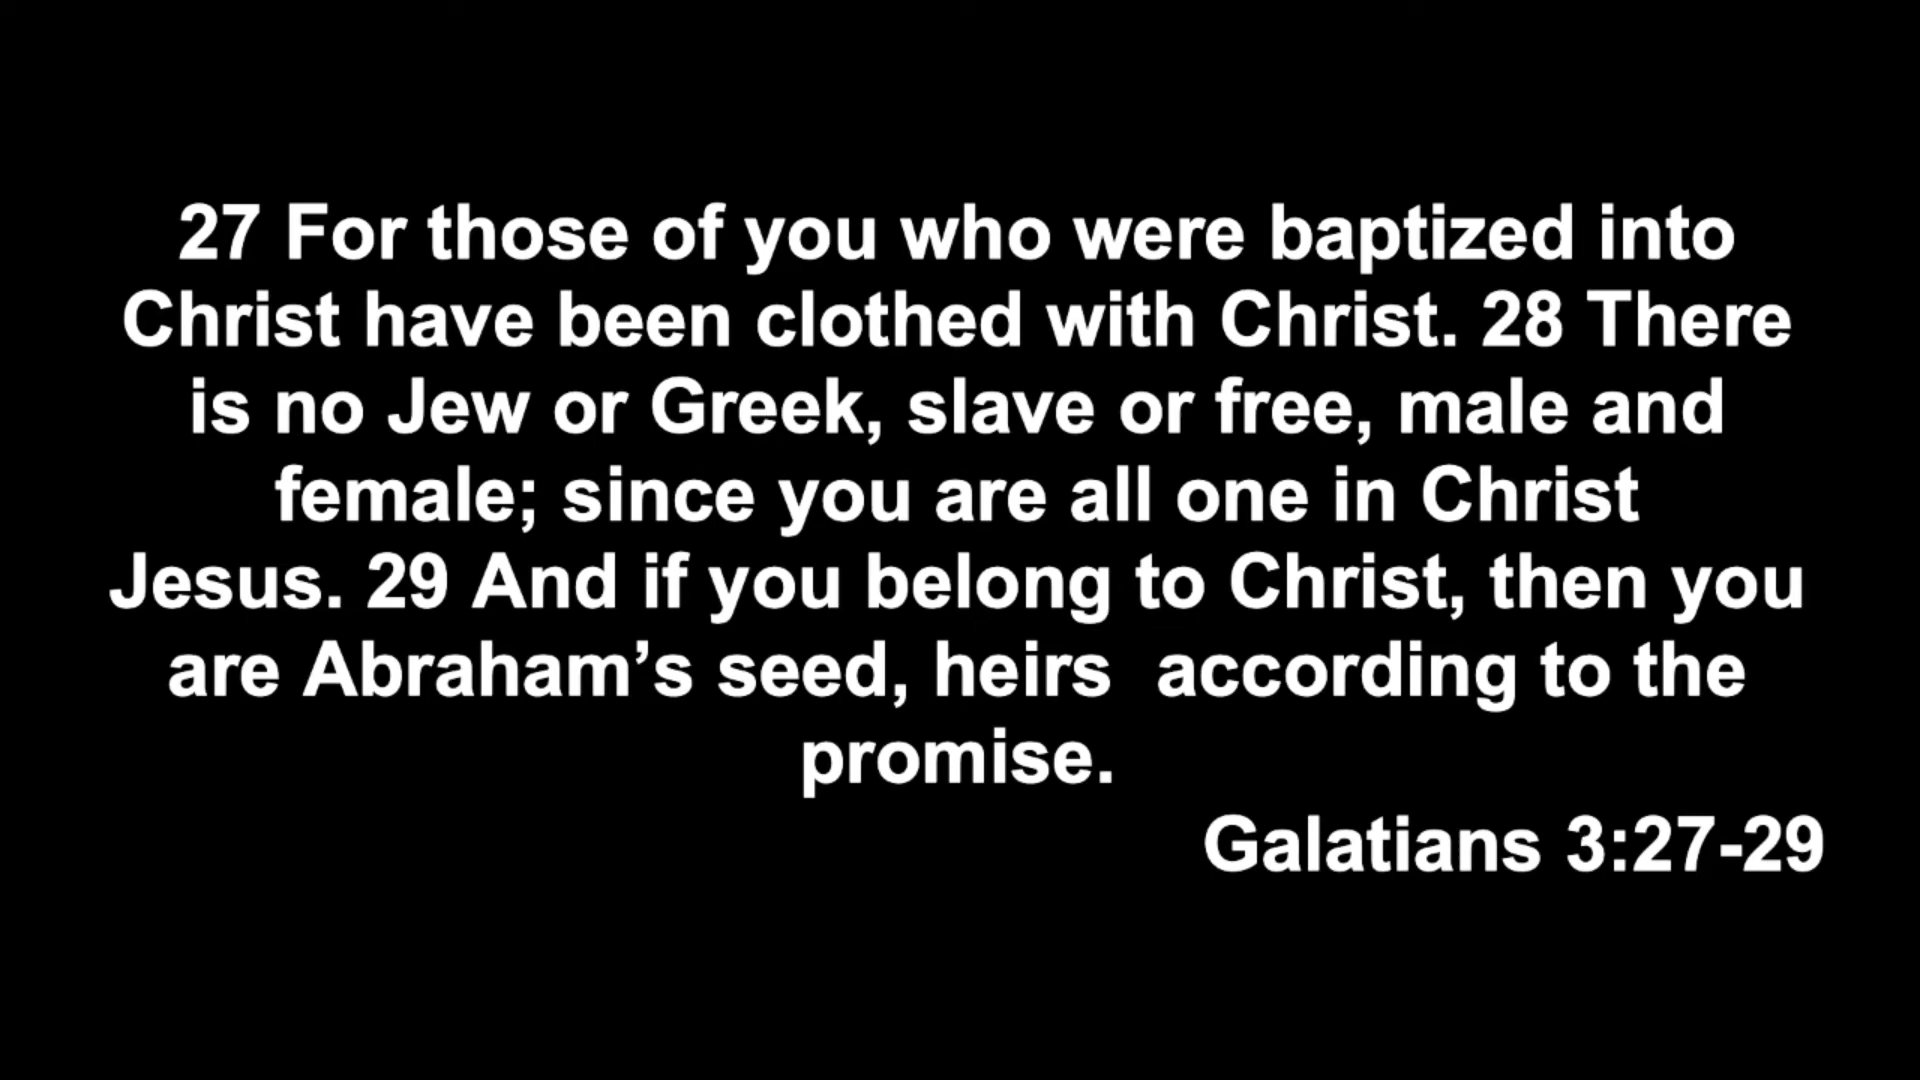 27 For those of you who were baptized into
Christ have been clothed with Christ. 28 There
is no Jew or Greek, slave or free, male and
female; since you are all one in Christ
Jesus. 29 And if you belong to Christ, then you
are Abraham’s seed, heirs  according to the
promise.
Galatians 3:27-29